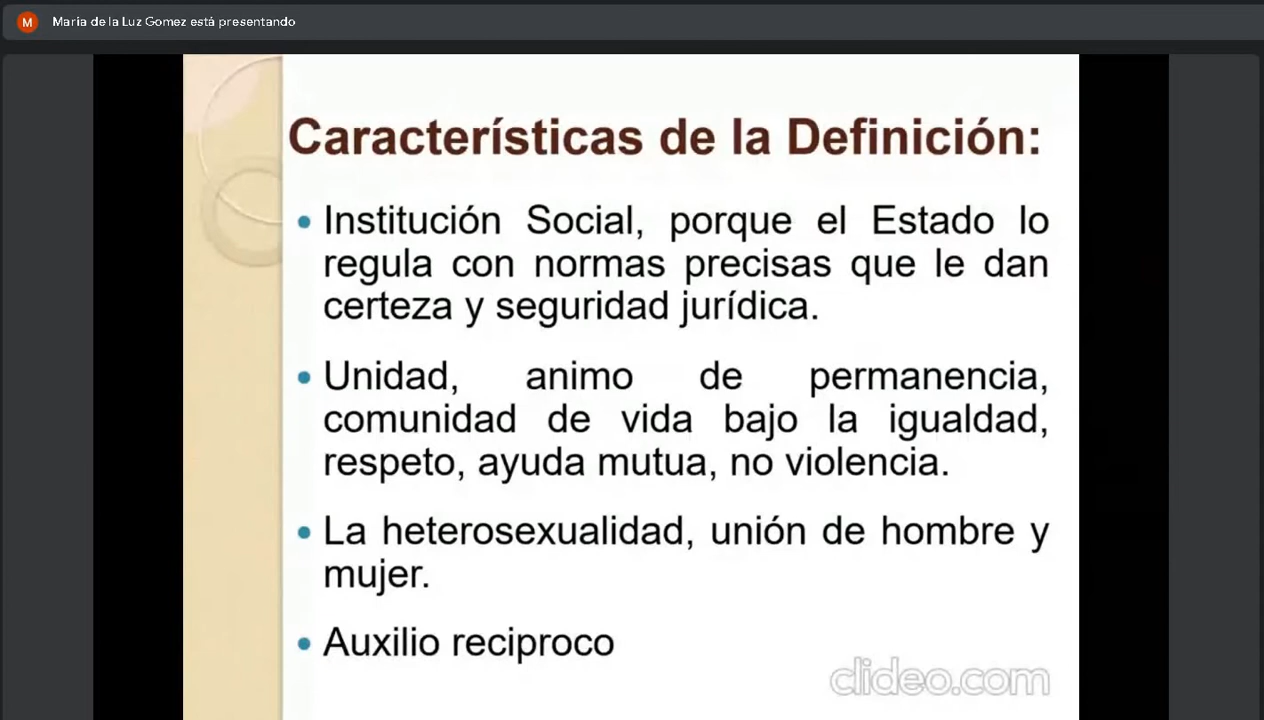 M
Maria de la Luz Gomez está presentando
Características de la Definición:
• Institución Social, porque el Estado lo
regula con normas precisas que le dan
certeza y seguridad jurídica.
• Unidad, animo de permanencia,
comunidad de vida bajo la igualdad,
respeto, ayuda mutua, no violencia.
• La heterosexualidad, unión de hombre y
mujer.
• Auxilio reciproco
clideo.com